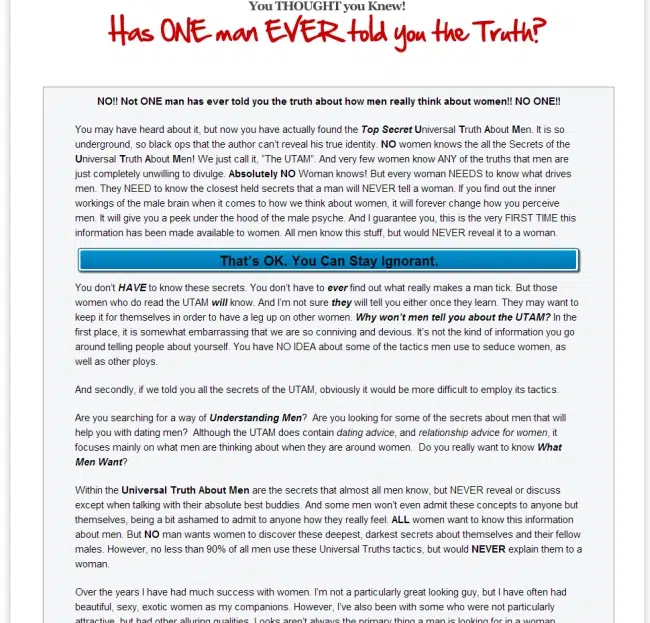 You THOUGHT you Knew!
Has ONE man EVER told you the Truth?
NO!! Not ONE man has ever told you the truth about how men really think about women!! NO ONE!!
You may have heard about it, but now you have actually found the Top Secret Universal Truth About Men. It is so
underground, so black ops that the author can't reveal his true identity. NO women knows the all the Secrets of the
Universal Truth About Men! We just call it, "The UTAM". And very few women know ANY of the truths that men are
just completely unwilling to divulge. Absolutely NO Woman knows! But every woman NEEDS to know what drives
men. They NEED to know the closest held secrets that a man will NEVER tell a woman. If you find out the inner
workings of the male brain when it comes to how we think about women, it will forever change how you perceive
men. It will give you a peek under the hood of the male psyche. And I guarantee you, this is the very FIRST TIME this
information has been made available to women. All men know this stuff, but would NEVER reveal it to a woman.
That's OK. You Can Stay Ignorant.
You don't HAVE to know these secrets. You don't have to ever find out what really makes a man tick. But those
women who do read the UTAM will know. And I'm not sure they will tell you either once they learn. They may want to
keep it for themselves in order to have a leg up on other women. Why won't men tell you about the UTAM? In the
first place, it is somewhat embarrassing that we are so conniving and devious. It's not the kind of information you go
around telling people about yourself. You have NO IDEA about some of the tactics men use to seduce women, as
well as other ploys.
And secondly, if we told you all the secrets of the UTAM, obviously it would be more difficult to employ its tactics.
Are you searching for a way of Understanding Men? Are you looking for some of the secrets about men that will
help you with dating men? Although the UTAM does contain dating advice, and relationship advice for women, it
focuses mainly on what men are thinking about when they are around women. Do you really want to know What
Men Want?
Within the Universal Truth About Men are the secrets that almost all men know, but NEVER reveal or discuss
except when talking with their absolute best buddies. And some men won't even admit these concepts to anyone but
themselves, being a bit ashamed to admit to anyone how they really feel. ALL women want to know this information
about men. But NO man wants women to discover these deepest, darkest secrets about themselves and their fellow
males. However, no less than 90% of all men use these Universal Truths tactics, but would NEVER explain them to a
woman.
Over the years I have had much success with women. I'm not a particularly great looking guy, but I have often had
beautiful, sexy, exotic women as my companions. However, I've also been with some who were not particularly
attractive, but had other alluring qualities. Looks aren't always the primary thing a man is looking for in a woman.